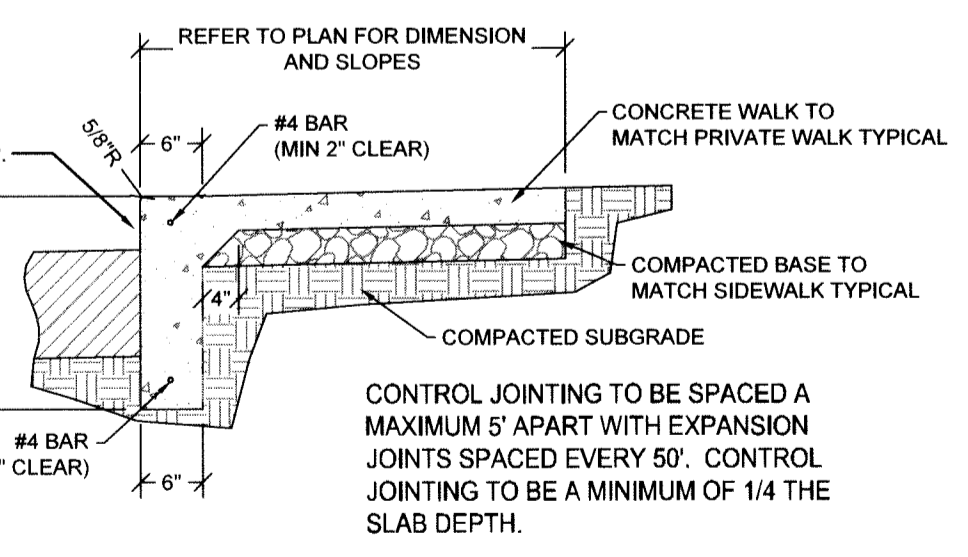 REFER TO PLAN FOR DIMENSION
AND SLOPES
5/8"R
6"
#4 BAR
(MIN 2" CLEAR)
CONCRETE WALK TO
MATCH PRIVATE WALK TYPICAL
4"
COMPACTED BASE TO
MATCH SIDEWALK TYPICAL
COMPACTED SUBGRADE
#4 BAR
" CLEAR)
6"
CONTROL JOINTING TO BE SPACED A
MAXIMUM 5' APART WITH EXPANSION
JOINTS SPACED EVERY 50'. CONTROL
JOINTING TO BE A MINIMUM OF 1/4 THE
SLAB DEPTH.